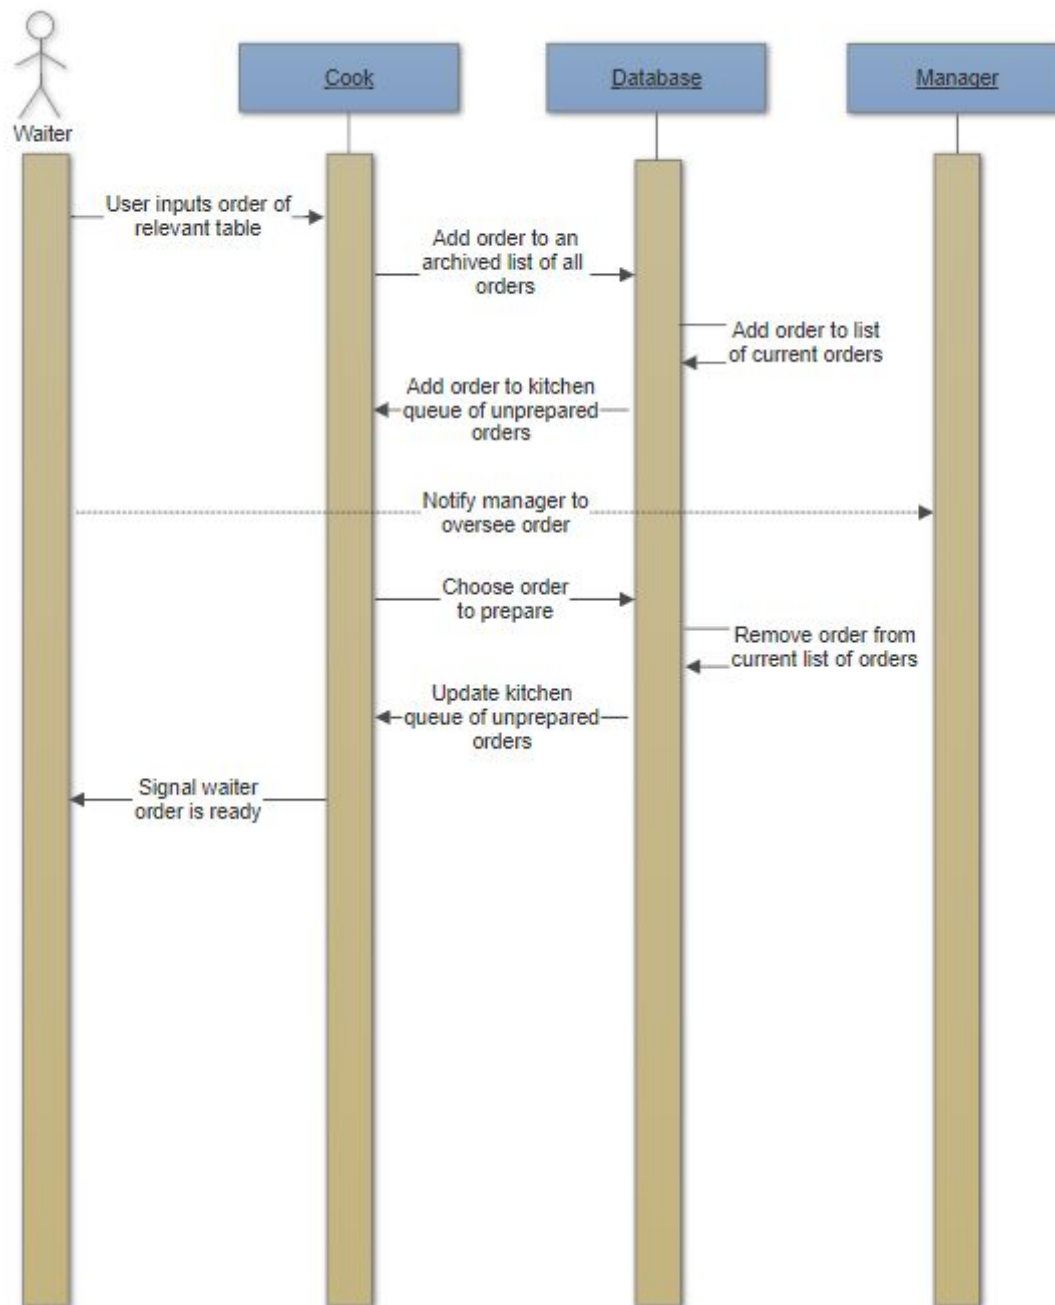 Waiter
Cook
Database
Manager
User inputs order of
relevant table
Add order to an
archived list of all
orders
Add order to list
of current orders
Add order to kitchen
queue of unprepared
orders
Notify manager to
oversee order
Choose order
to prepare
Remove order from
current list of orders
Update kitchen
queue of unprepared
orders
Signal waiter
order is ready